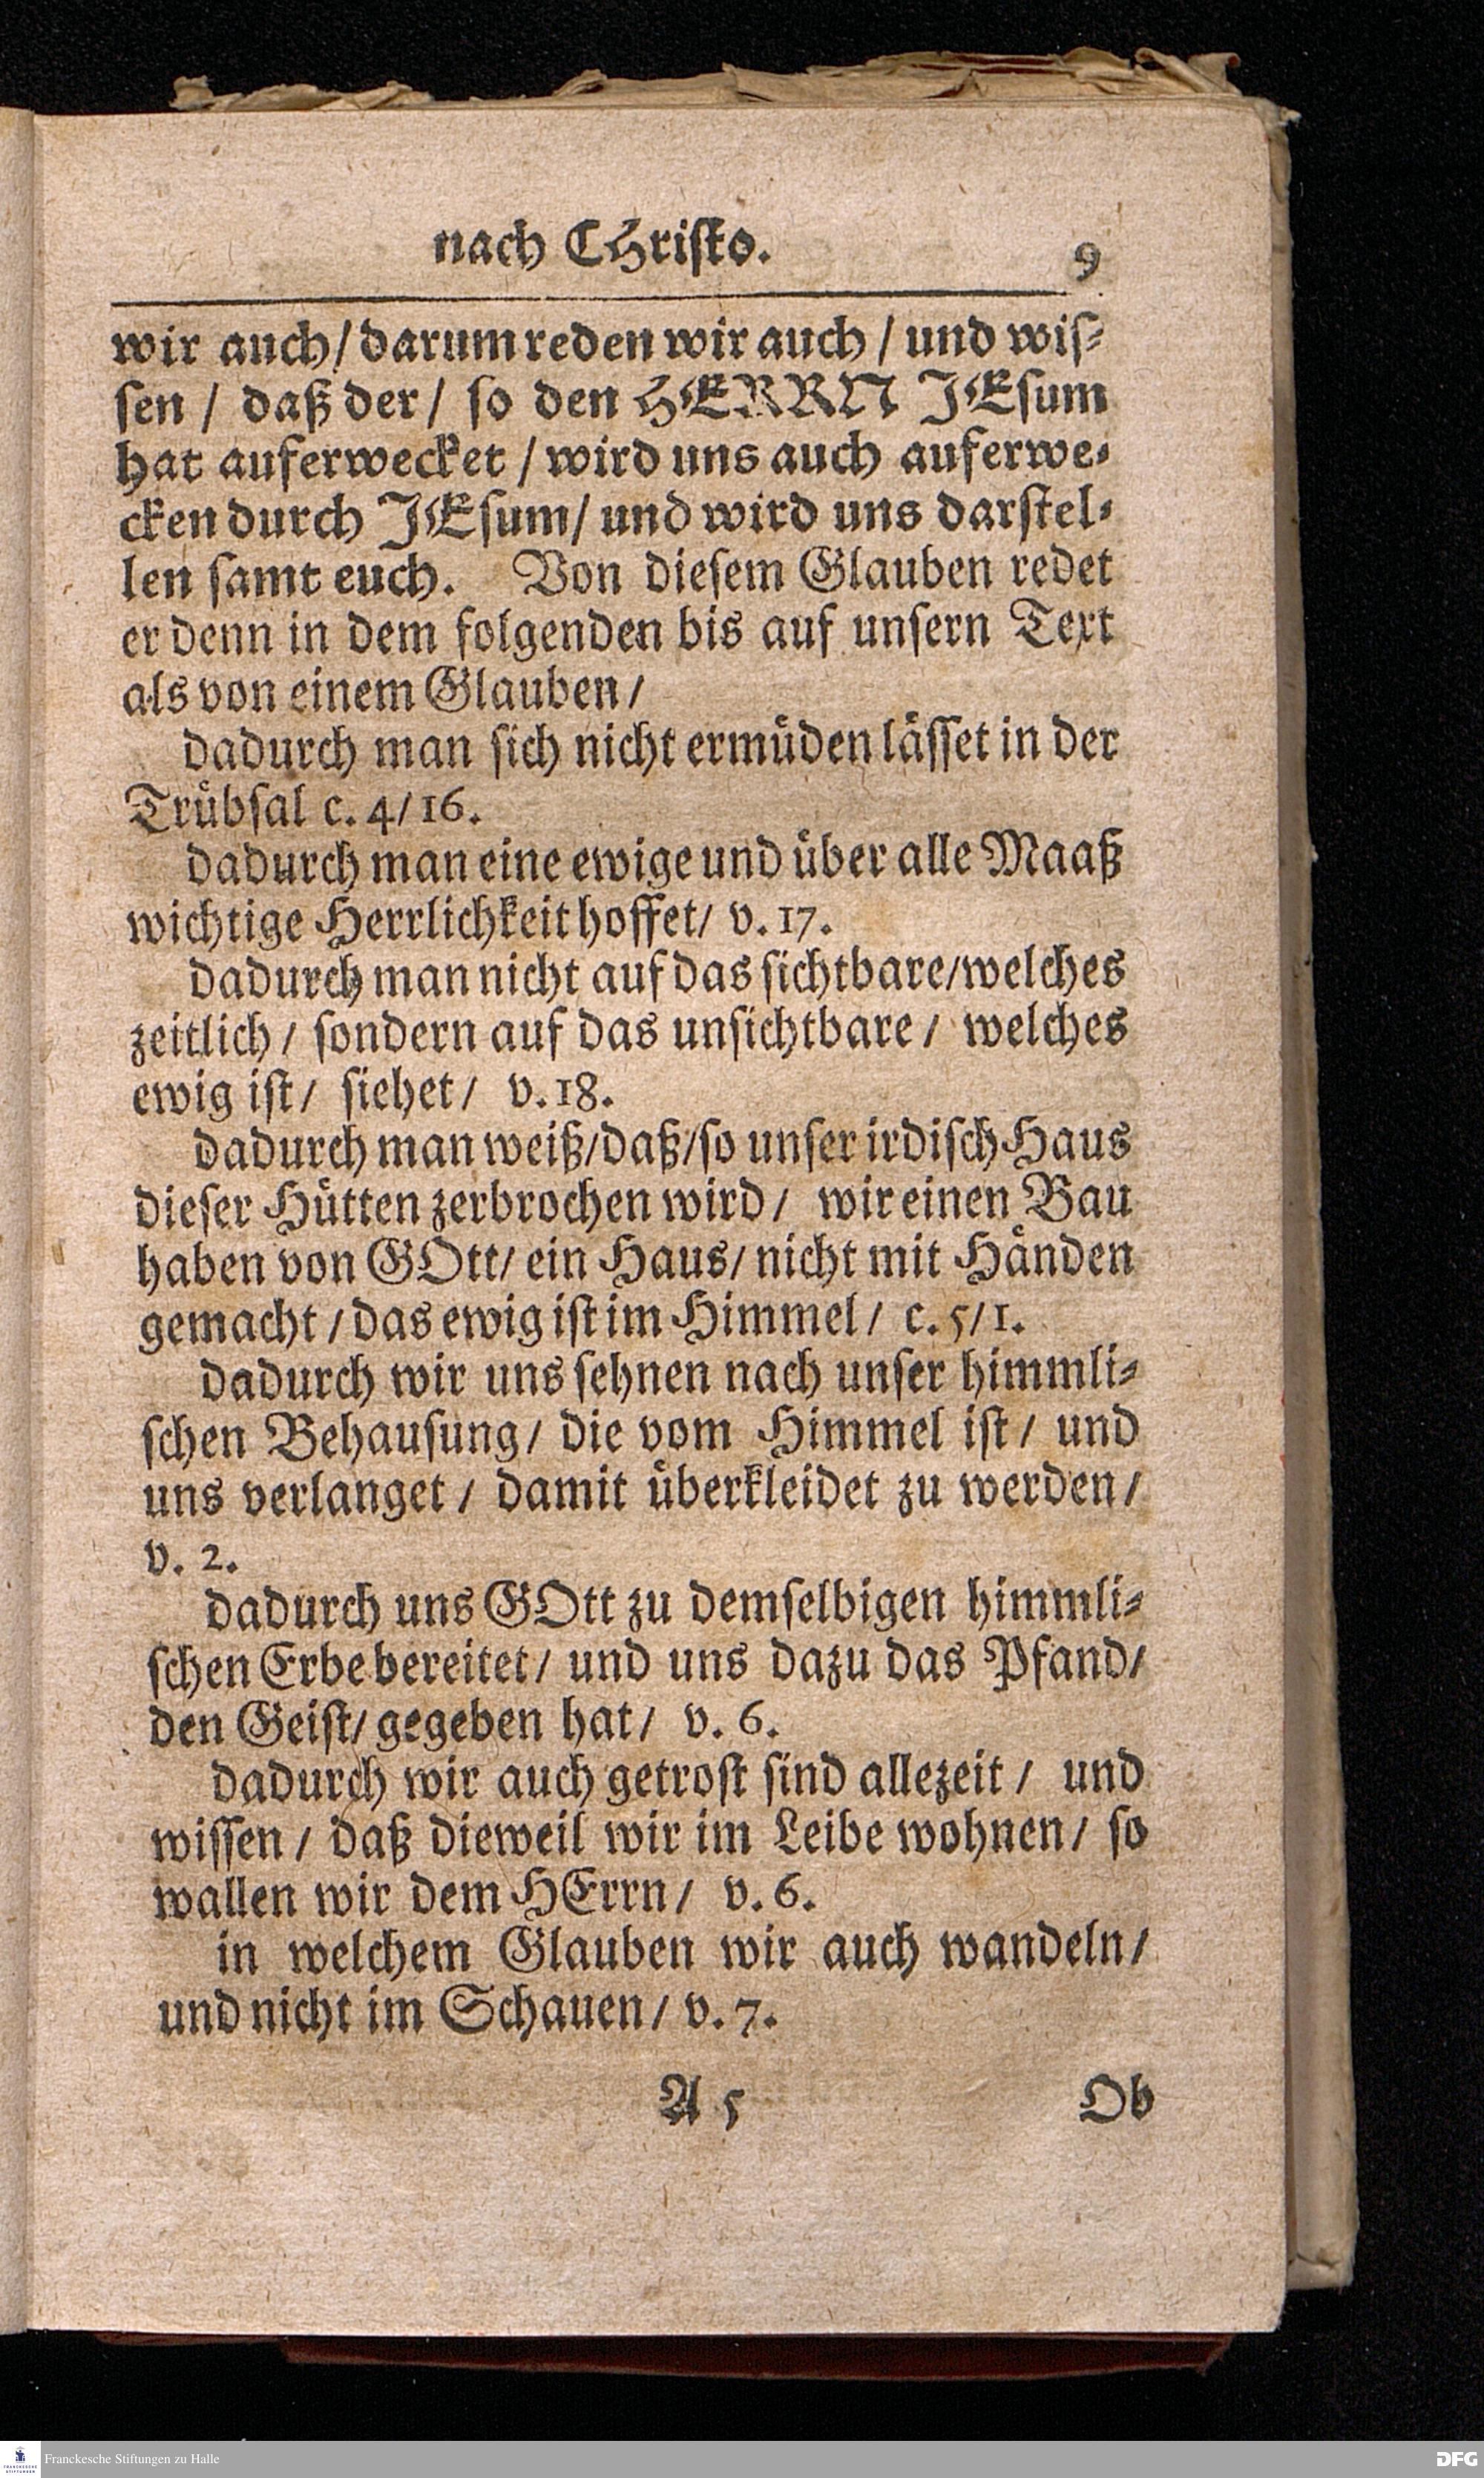 nach CHristo. 9
wir auch / darum reden wir auch / und wis-
sen / daß der / so den HERRN JEsum
hat auferwecket / wird uns auch auferwe-
cken durch JEsum / und wird uns darstel-
len samt euch. Von diesem Glauben redet
er denn in dem folgenden bis auf unsern Text
als von einem Glauben /
dadurch man sich nicht ermüden lässet in der
Trübsal c. 4/16.
dadurch man eine ewige und über alle Maaß
wichtige Herrlichkeit hoffet / v. 17.
dadurch man nicht auf das sichtbare / welches
zeitlich / sondern auf das unsichtbare / welches
ewig ist / siehet / v. 18.
dadurch man weiß / daß / so unser irdisch Haus
dieser Hütten zerbrochen wird / wir einen Bau
haben von GOtt / ein Haus / nicht mit Händen
gemacht / das ewig ist im Himmel / c. 5/1.
dadurch wir uns sehnen nach unser himmli-
schen Behausung / die vom Himmel ist / und
uns verlanget / damit überkleidet zu werden /
v. 2.
dadurch uns GOtt zu demselbigen himmli-
schen Erbe bereitet / und uns dazu das Pfand /
den Geist / gegeben hat / v. 6.
dadurch wir auch getrost sind allezeit / und
wissen / daß dieweil wir im Leibe wohnen / so
wallen wir dem HErrn / v. 6.
in welchem Glauben wir auch wandeln /
und nicht im Schauen / v. 7.
A 5 Ob
FRANCKESCHE STIFTUNGEN
Franckesche Stiftungen zu Halle
DFG